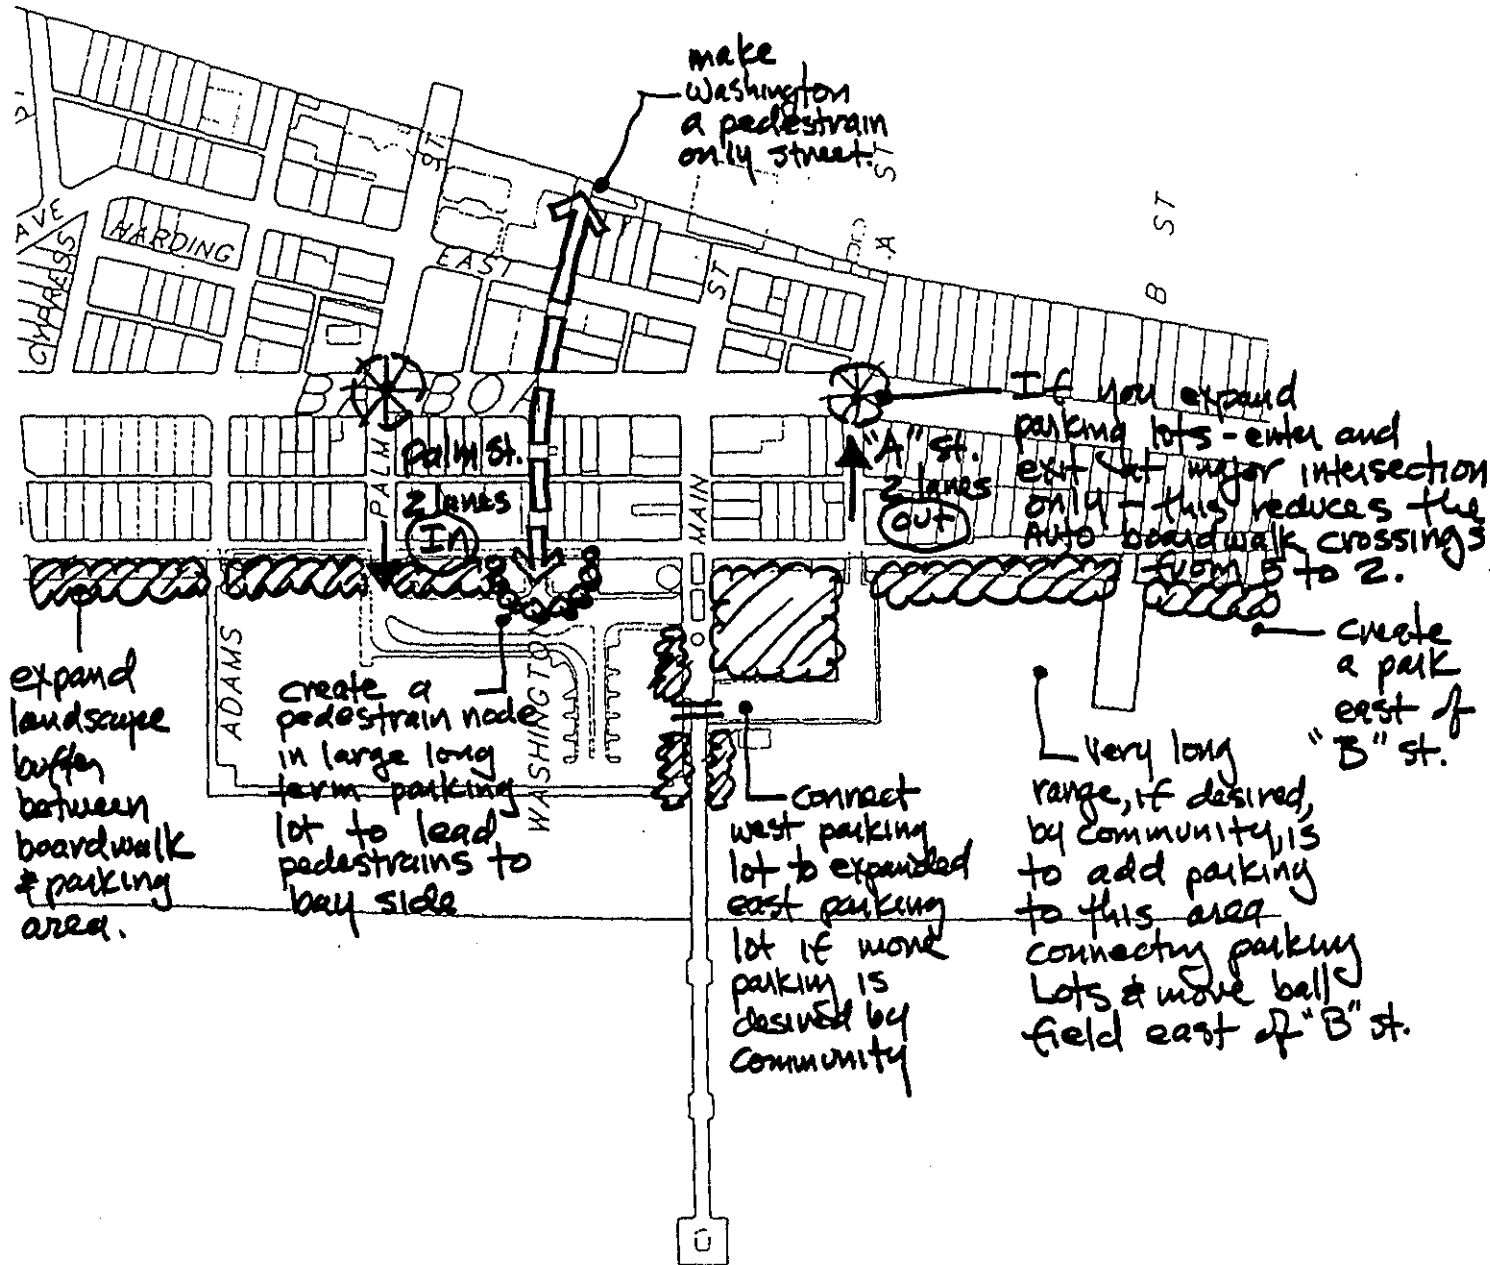 make
Washington
a pedestrain
only street.
ST
A
ST
B
ST
ST
AVE
CYPRESS
HARDING
EAST
ST
BALBOA
PALM
Palm st.
2 lanes
In
MAIN
"A" st.
2 lanes
out
If you expand
parking lots - enter and
exit at major intersection
only - this reduces the
Auto boardwalk crossings
from 5 to 2.
expand
landscape
buffer
between
boardwalk
& parking
area.
ADAMS
create a
pedestrain node
in large long
term parking
lot to lead
pedestrains to
bay side
WASHINGTON
connect
west parking
lot to expanded
east parking
lot if more
parking is
desired by
community
very long
range, if desired,
by community, is
to add parking
to this area
connecting parking
Lots & move ball
field east of "B" st.
create
a park
east of
"B" st.